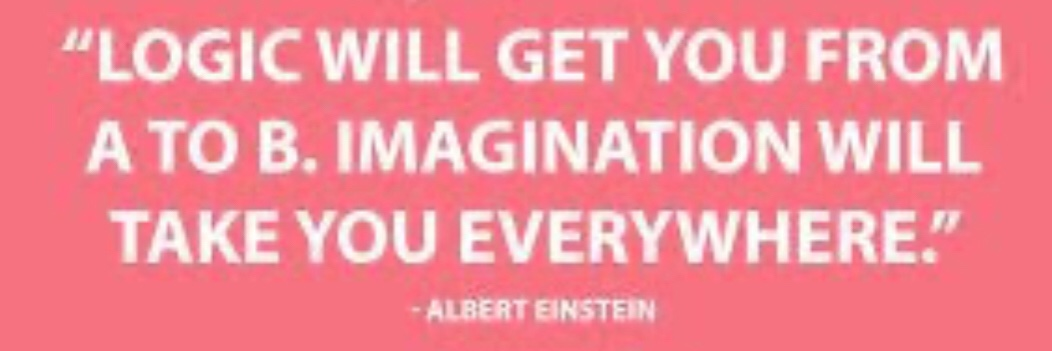 “LOGIC WILL GET YOU FROM
A TO B. IMAGINATION WILL
TAKE YOU EVERYWHERE.”
- ALBERT EINSTEIN